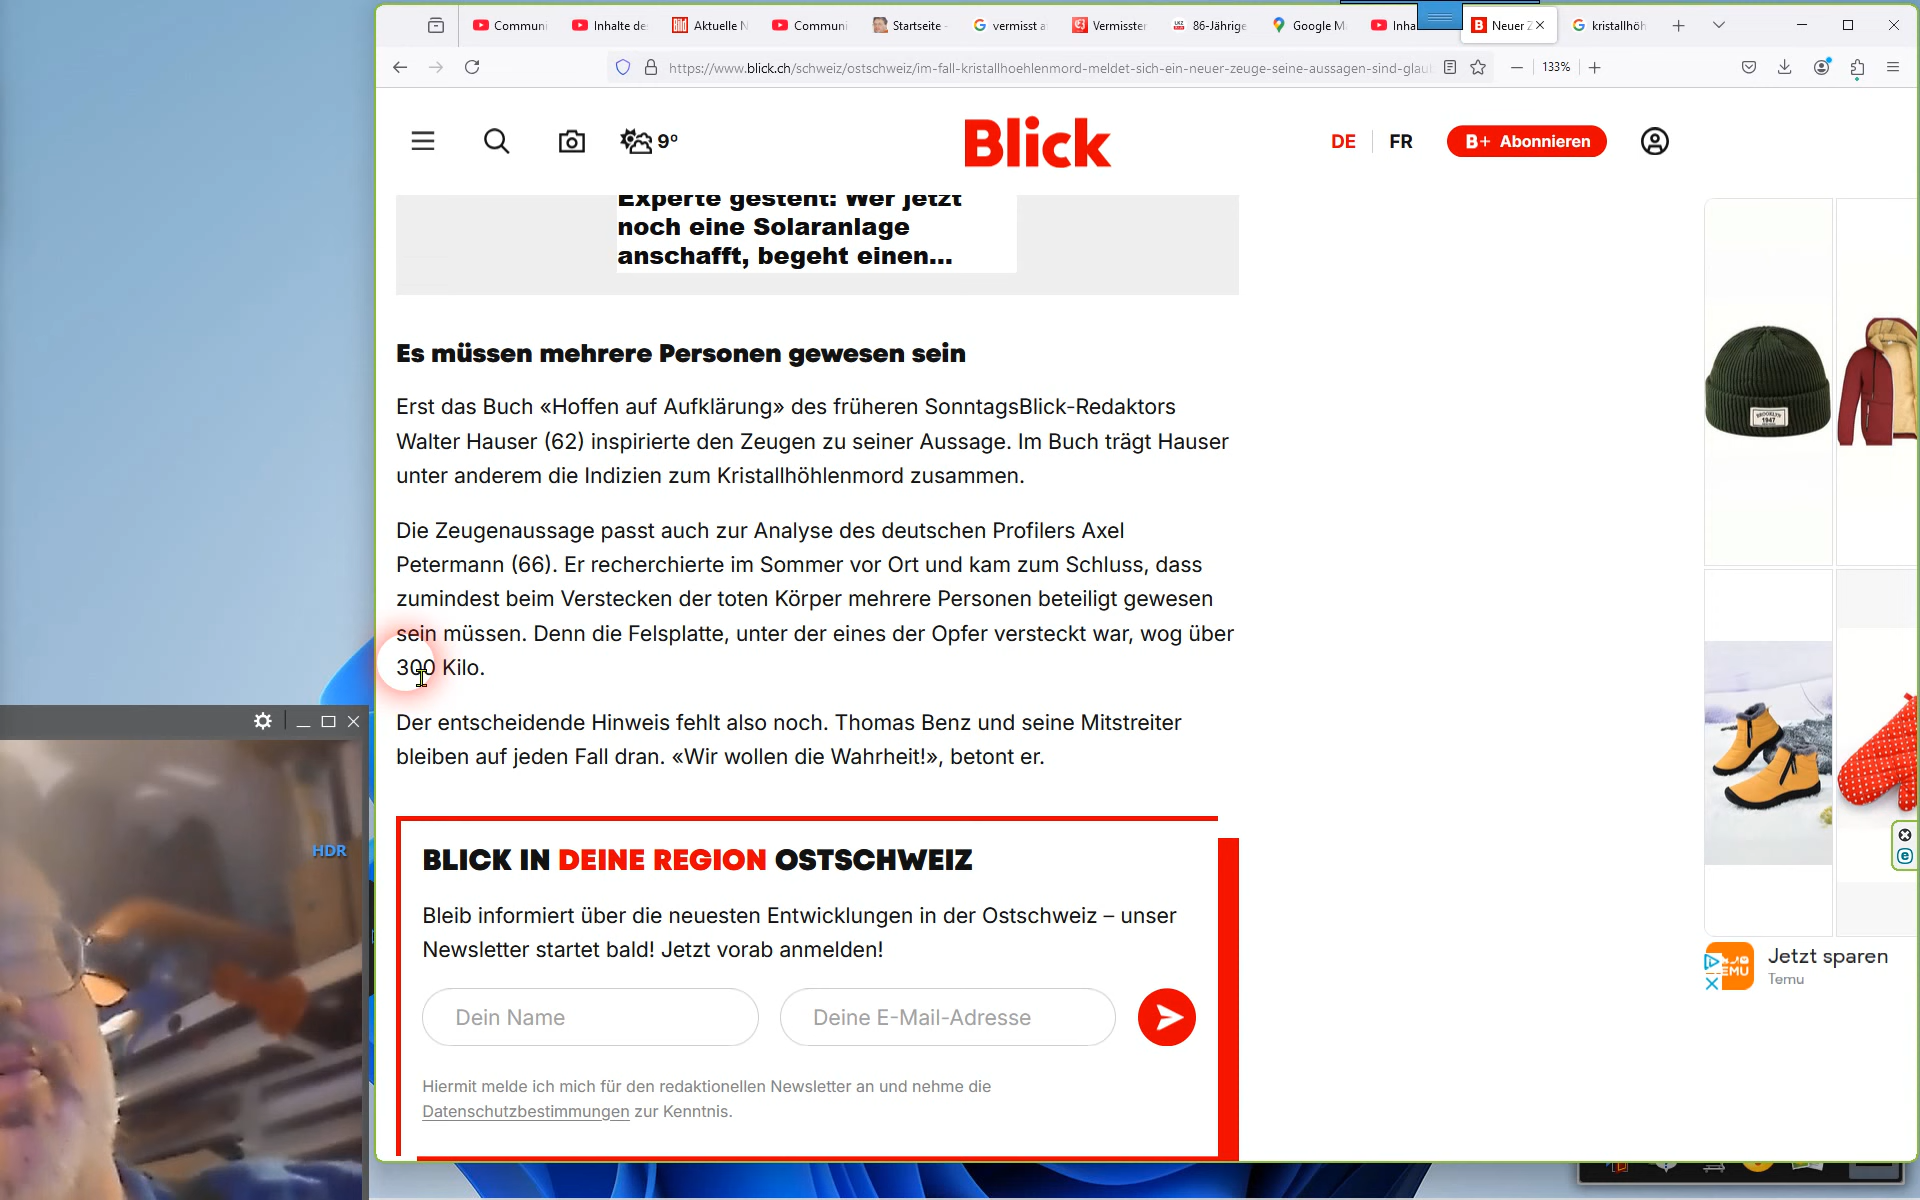 Communi
Inhalte de
Aktuelle N
Communi
Startseite -
vermisst a
Vermisster
86-Jährige
Google M
Inha
Neuer Z
kristallhöh
https://www.blick.ch/schweiz/ostschweiz/im-fall-kristallhoehlenmord-meldet-sich-ein-neuer-zeuge-seine-aussagen-sind-glaub
133%
9°
Blick
DE
FR
B+ Abonnieren
Experte gesteht: Wer jetzt
noch eine Solaranlage
anschafft, begeht einen...
Es müssen mehrere Personen gewesen sein
Erst das Buch «Hoffen auf Aufklärung» des früheren SonntagsBlick-Redaktors
Walter Hauser (62) inspirierte den Zeugen zu seiner Aussage. Im Buch trägt Hauser
unter anderem die Indizien zum Kristallhöhlenmord zusammen.
Die Zeugenaussage passt auch zur Analyse des deutschen Profilers Axel
Petermann (66). Er recherchierte im Sommer vor Ort und kam zum Schluss, dass
zumindest beim Verstecken der toten Körper mehrere Personen beteiligt gewesen
sein müssen. Denn die Felsplatte, unter der eines der Opfer versteckt war, wog über
300 Kilo.
Der entscheidende Hinweis fehlt also noch. Thomas Benz und seine Mitstreiter
bleiben auf jeden Fall dran. «Wir wollen die Wahrheit!», betont er.
HDR
BLICK IN DEINE REGION OSTSCHWEIZ
Bleib informiert über die neuesten Entwicklungen in der Ostschweiz – unser
Newsletter startet bald! Jetzt vorab anmelden!
Dein Name
Deine E-Mail-Adresse
Hiermit melde ich mich für den redaktionellen Newsletter an und nehme die
Datenschutzbestimmungen zur Kenntnis.
BROOKLYN
1947
Jetzt sparen
Temu